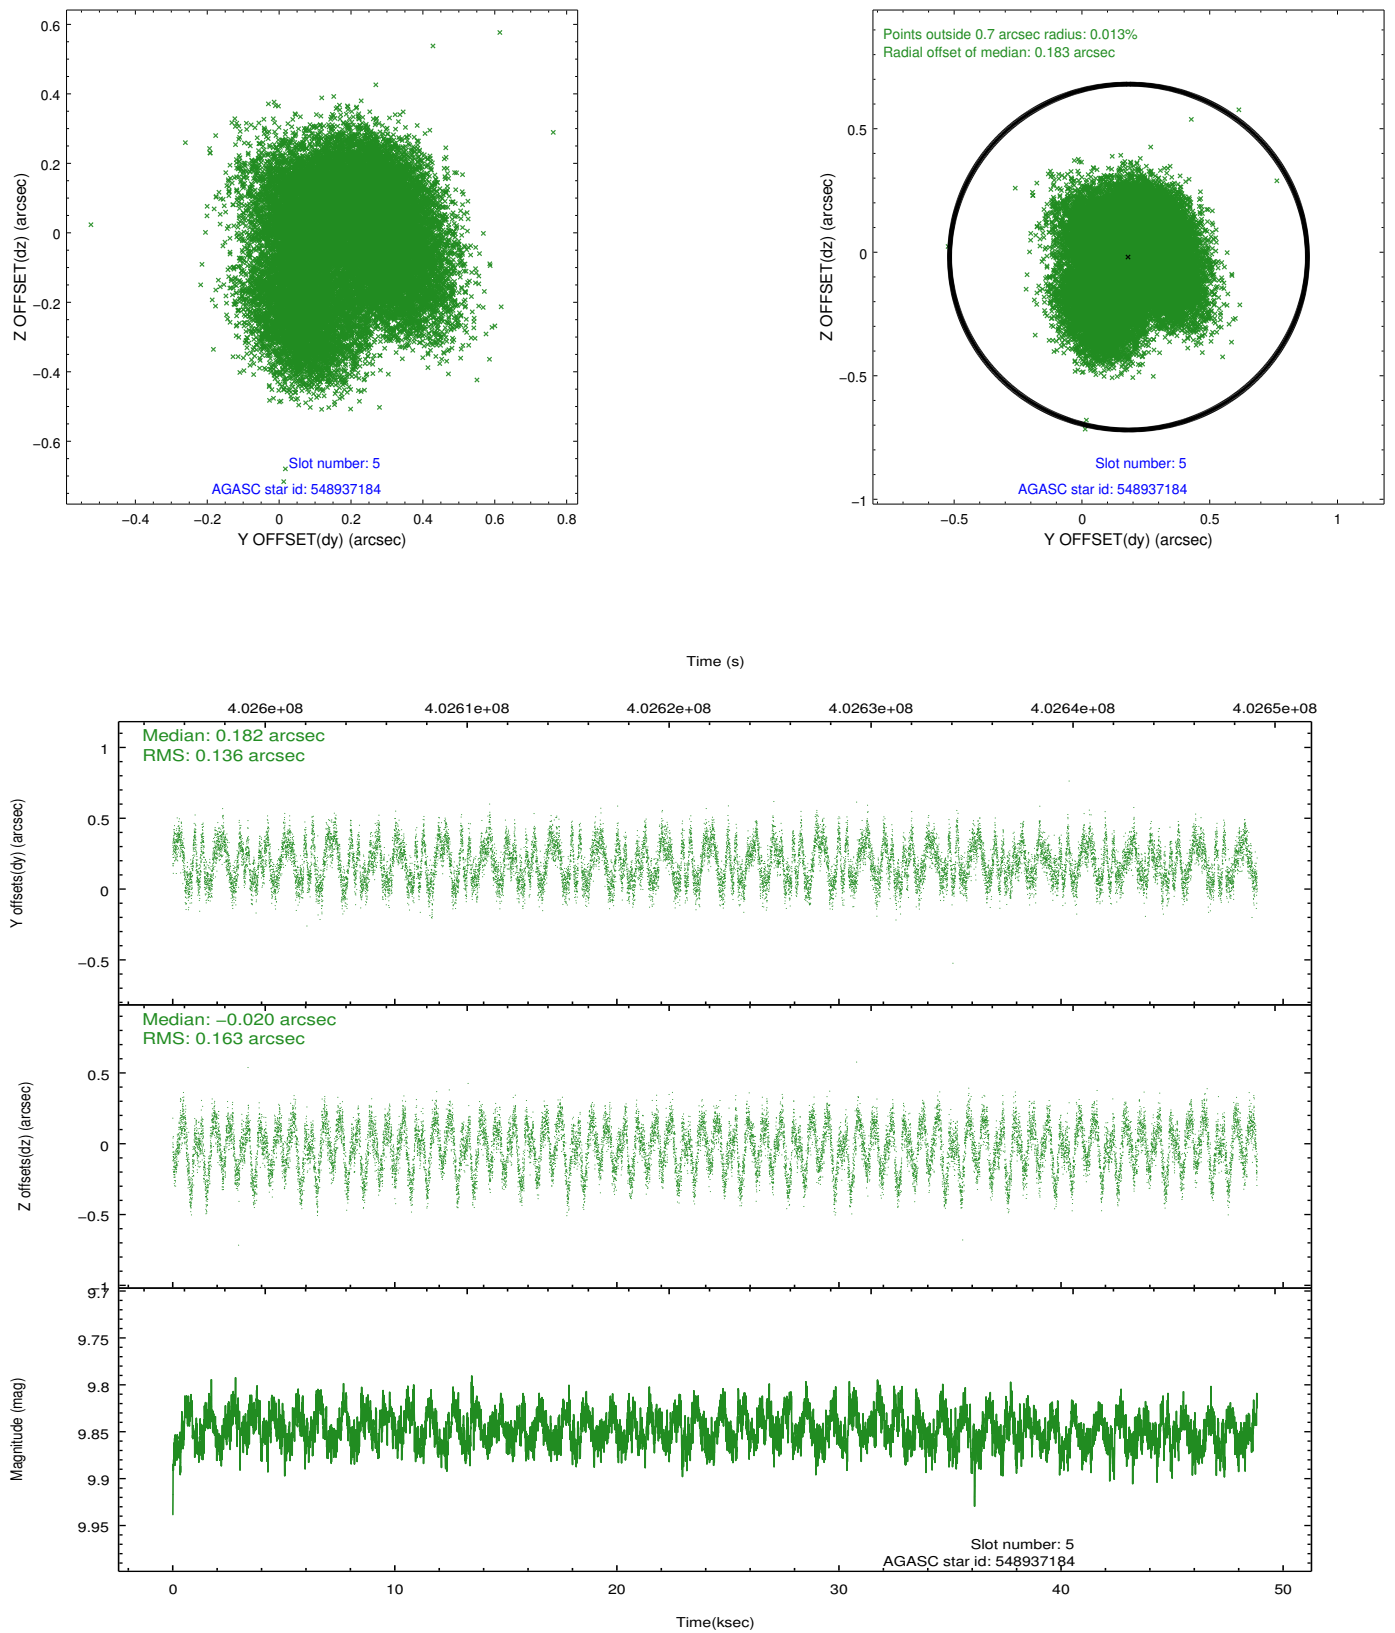 0.6
0.4
0.2
0
−0.2
−0.4
−0.6
Z OFFSET(dz) (arcsec)
Slot number: 5
AGASC star id: 548937184
−0.4 −0.2 0 0.2 0.4 0.6 0.8
Y OFFSET(dy) (arcsec)
Points outside 0.7 arcsec radius: 0.013%
Radial offset of median: 0.183 arcsec
0.5
0
−0.5
−1
Z OFFSET(dz) (arcsec)
Slot number: 5
AGASC star id: 548937184
−0.5 0 0.5 1
Y OFFSET(dy) (arcsec)
Time (s)
4.026e+08 4.0261e+08 4.0262e+08 4.0263e+08 4.0264e+08 4.0265e+08
Median: 0.182 arcsec
RMS: 0.136 arcsec
1
0.5
0
−0.5
Y offsets(dy) (arcsec)
Median: −0.020 arcsec
RMS: 0.163 arcsec
0.5
0
−0.5
−1
Z offsets(dz) (arcsec)
9.7
9.75
9.8
9.85
9.9
9.95
Magnitude (mag)
Slot number: 5
AGASC star id: 548937184
0 10 20 30 40 50
Time(ksec)